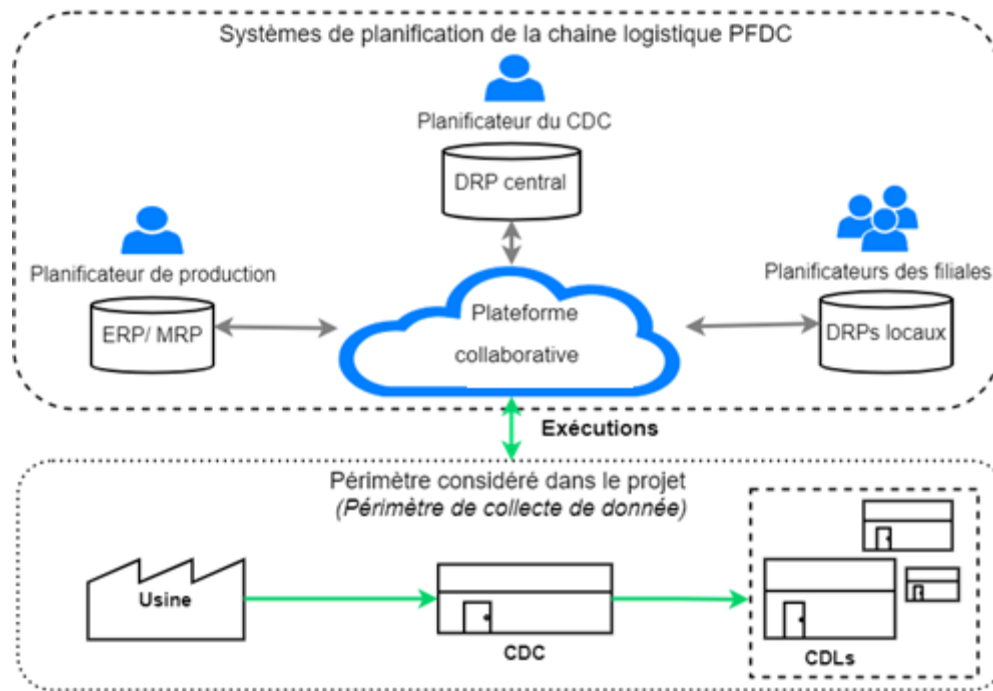 Systèmes de planification de la chaine logistique PFDC
Planificateur du CDC
DRP central
Planificateur de production
ERP/ MRP
Planificateurs des filiales
DRPs locaux
Plateforme
collaborative
Exécutions
Périmètre considéré dans le projet
(Périmètre de collecte de donnée)
Usine
CDC
CDLs